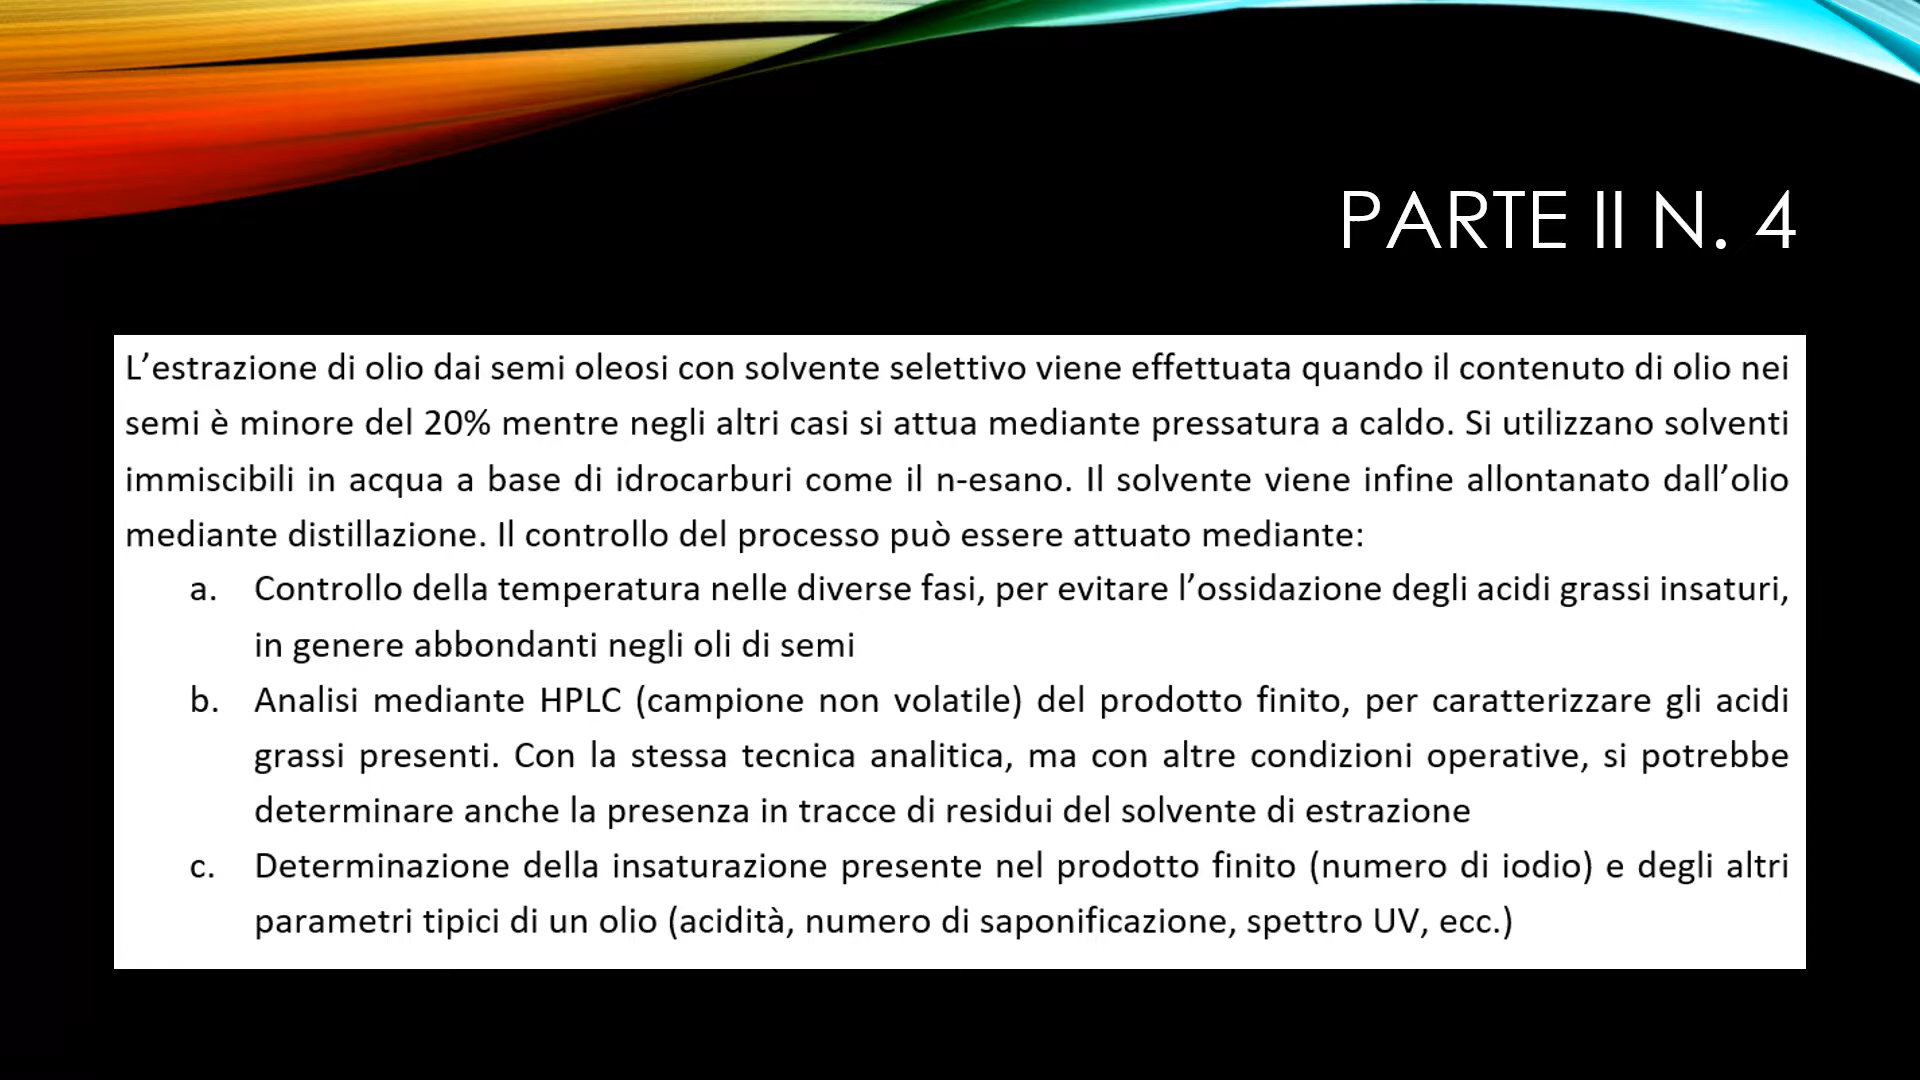 PARTE II N. 4
L’estrazione di olio dai semi oleosi con solvente selettivo viene effettuata quando il contenuto di olio nei
semi è minore del 20% mentre negli altri casi si attua mediante pressatura a caldo. Si utilizzano solventi
immiscibili in acqua a base di idrocarburi come il n-esano. Il solvente viene infine allontanato dall’olio
mediante distillazione. Il controllo del processo può essere attuato mediante:
a. Controllo della temperatura nelle diverse fasi, per evitare l’ossidazione degli acidi grassi insaturi,
in genere abbondanti negli oli di semi
b. Analisi mediante HPLC (campione non volatile) del prodotto finito, per caratterizzare gli acidi
grassi presenti. Con la stessa tecnica analitica, ma con altre condizioni operative, si potrebbe
determinare anche la presenza in tracce di residui del solvente di estrazione
c. Determinazione della insaturazione presente nel prodotto finito (numero di iodio) e degli altri
parametri tipici di un olio (acidità, numero di saponificazione, spettro UV, ecc.)